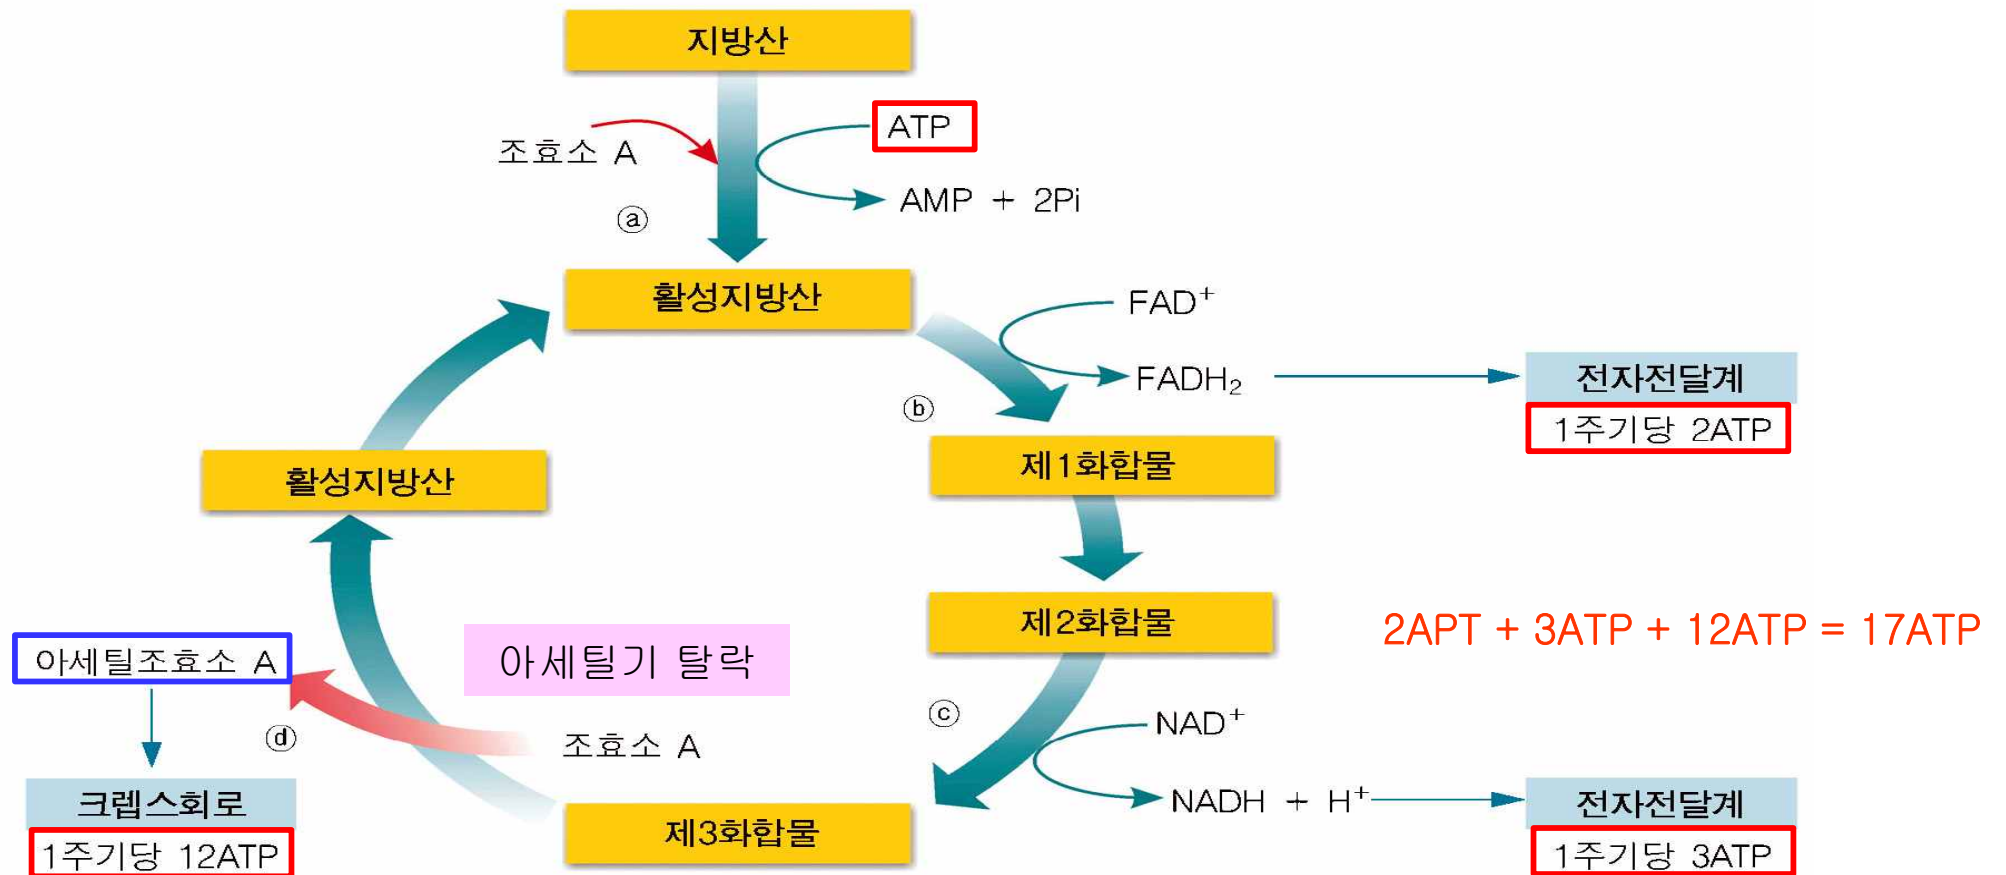 지방산
조효소 A
ATP
AMP + 2Pi
ⓐ
활성지방산
FAD⁺
FADH₂
전자전달계
1주기당 2ATP
ⓑ
제1화합물
활성지방산
제2화합물
2APT + 3ATP + 12ATP = 17ATP
아세틸조효소 A
아세틸기 탈락
ⓒ
NAD⁺
ⓓ
조효소 A
크렙스회로
1주기당 12ATP
제3화합물
NADH + H⁺
전자전달계
1주기당 3ATP